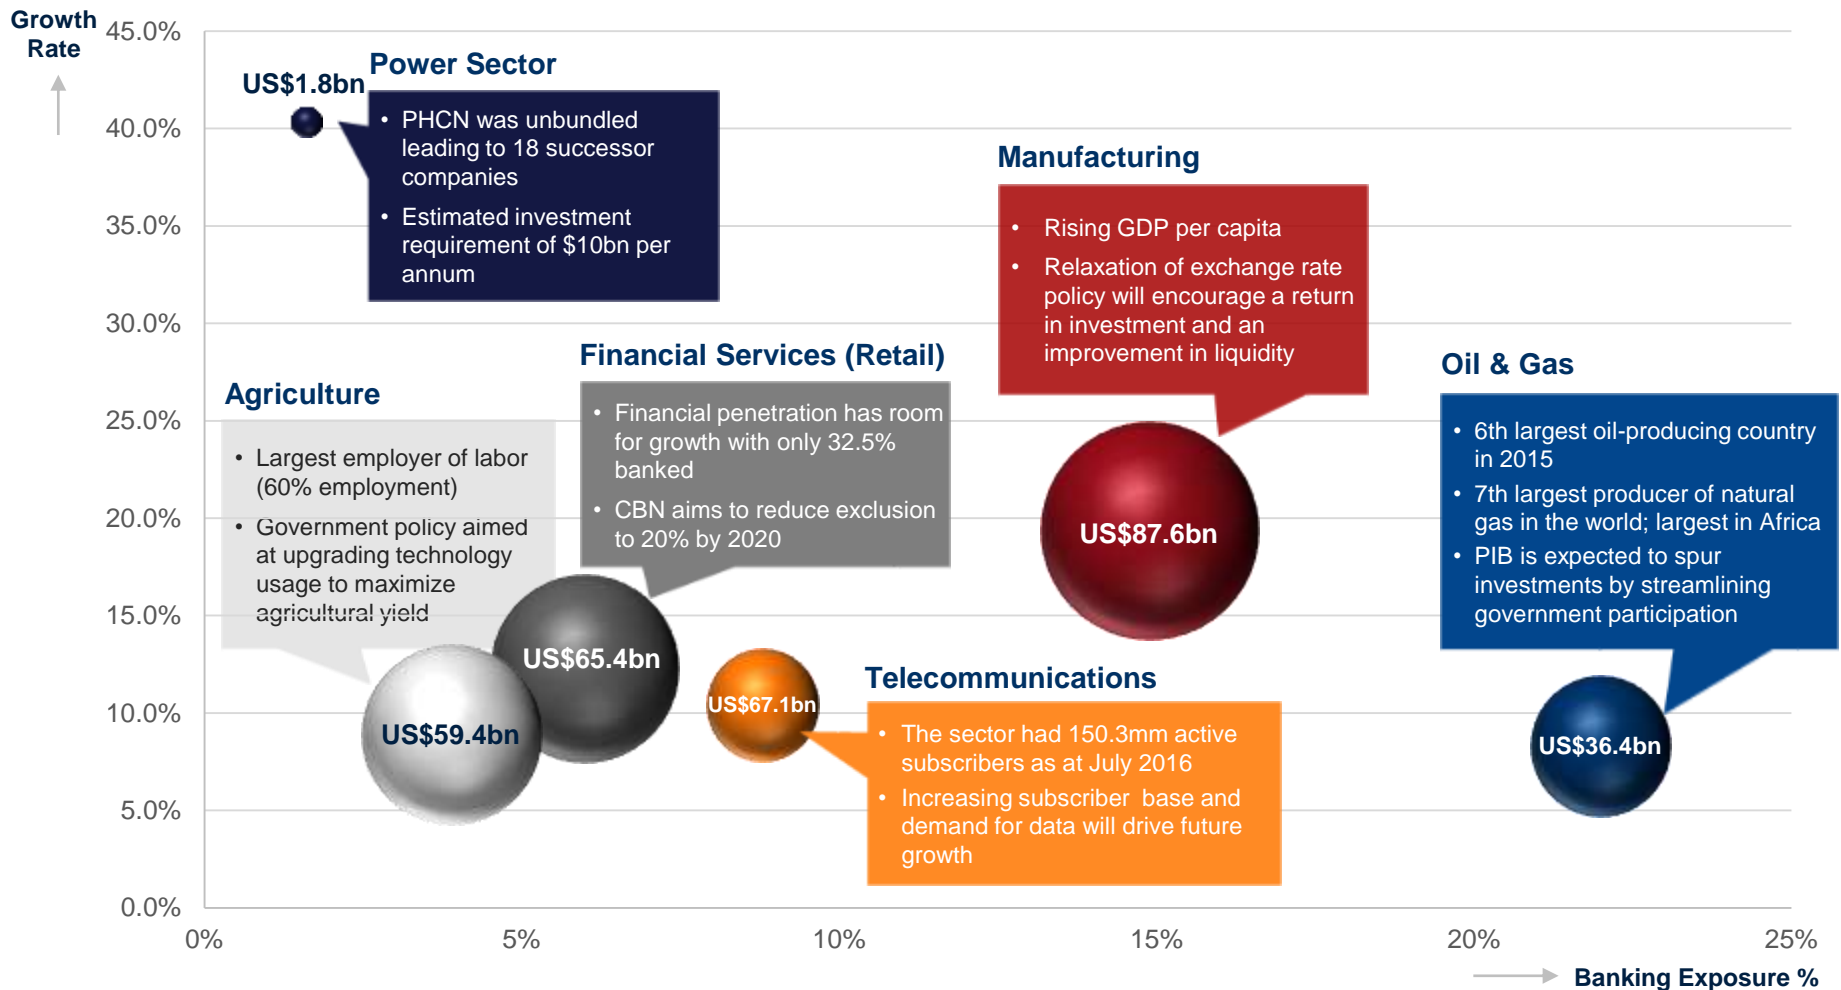 Growth
Rate
45.0%
40.0%
35.0%
30.0%
25.0%
20.0%
15.0%
10.0%
5.0%
0.0%
US$1.8bn
Power Sector
• PHCN was unbundled
leading to 18 successor
companies
• Estimated investment
requirement of $10bn per
annum
Manufacturing
• Rising GDP per capita
• Relaxation of exchange rate
policy will encourage a return
in investment and an
improvement in liquidity
US$87.6bn
Financial Services (Retail)
• Financial penetration has room
for growth with only 32.5%
banked
• CBN aims to reduce exclusion
to 20% by 2020
US$65.4bn
Oil & Gas
• 6th largest oil-producing country
in 2015
• 7th largest producer of natural
gas in the world; largest in Africa
• PIB is expected to spur
investments by streamlining
government participation
US$36.4bn
Agriculture
• Largest employer of labor
(60% employment)
• Government policy aimed
at upgrading technology
usage to maximize
agricultural yield
US$59.4bn
Telecommunications
US$67.1bn
• The sector had 150.3mm active
subscribers as at July 2016
• Increasing subscriber base and
demand for data will drive future
growth
0%
5%
10%
15%
20%
25%
Banking Exposure %